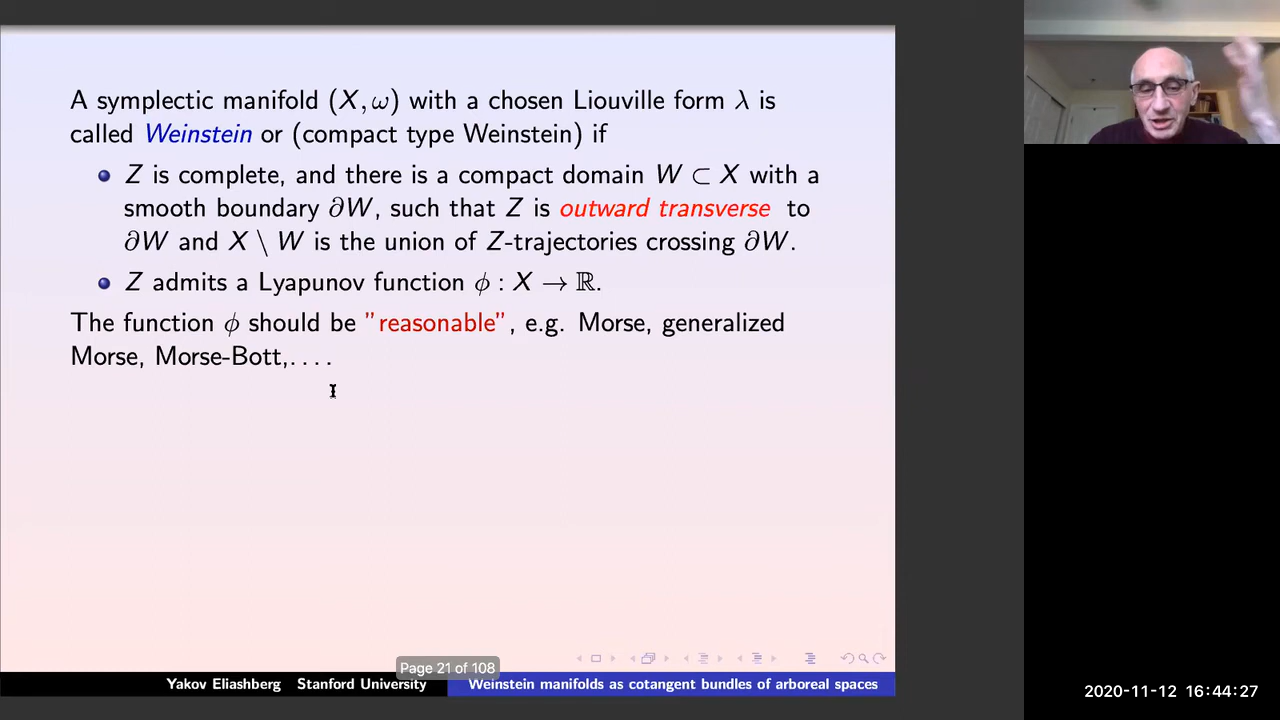 A symplectic manifold (X, ω) with a chosen Liouville form λ is
called Weinstein or (compact type Weinstein) if
Z is complete, and there is a compact domain W ⊂ X with a
smooth boundary ∂W, such that Z is outward transverse to
∂W and X \ W is the union of Z-trajectories crossing ∂W.
Z admits a Lyapunov function ϕ : X → ℝ.
The function ϕ should be "reasonable", e.g. Morse, generalized
Morse, Morse-Bott,. . . .
Page 21 of 108
Yakov Eliashberg Stanford University Weinstein manifolds as cotangent bundles of arboreal spaces
2020-11-12 16:44:27